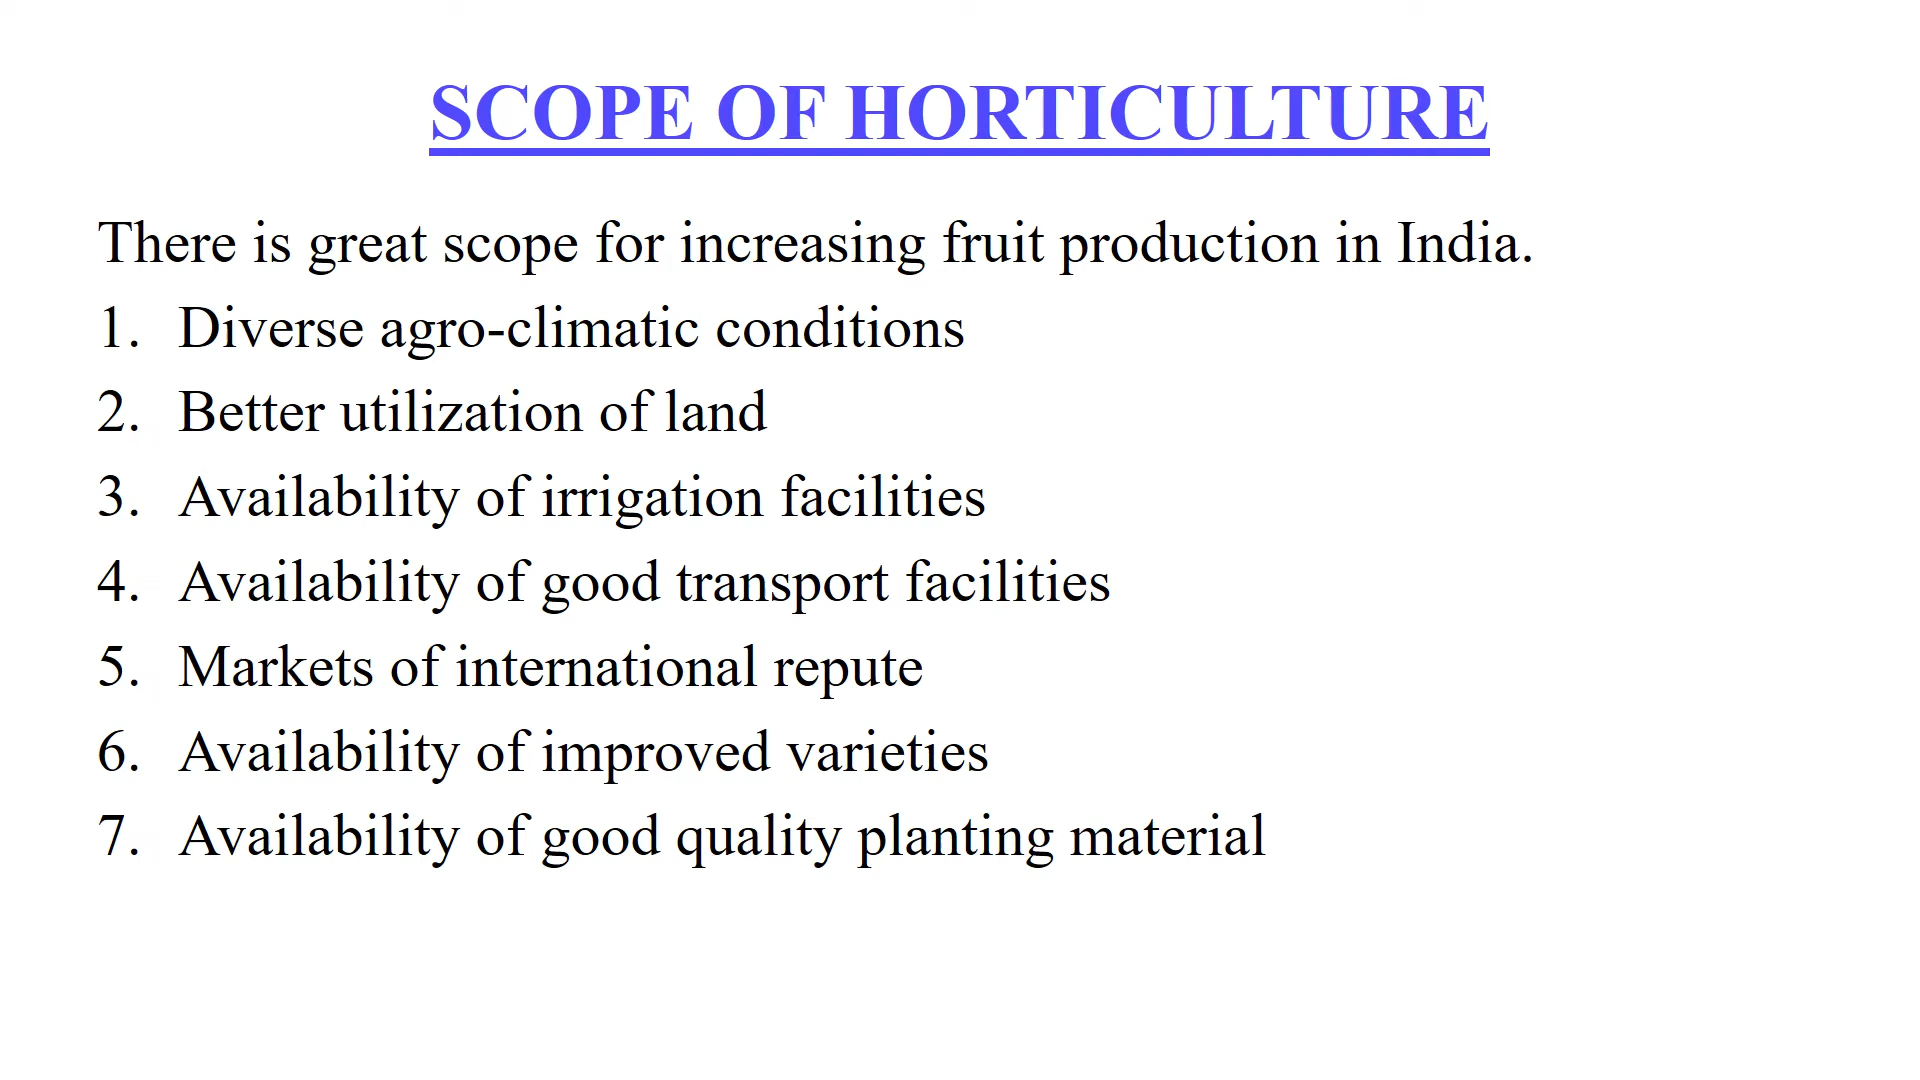 SCOPE OF HORTICULTURE
There is great scope for increasing fruit production in India.
1. Diverse agro-climatic conditions
2. Better utilization of land
3. Availability of irrigation facilities
4. Availability of good transport facilities
5. Markets of international repute
6. Availability of improved varieties
7. Availability of good quality planting material